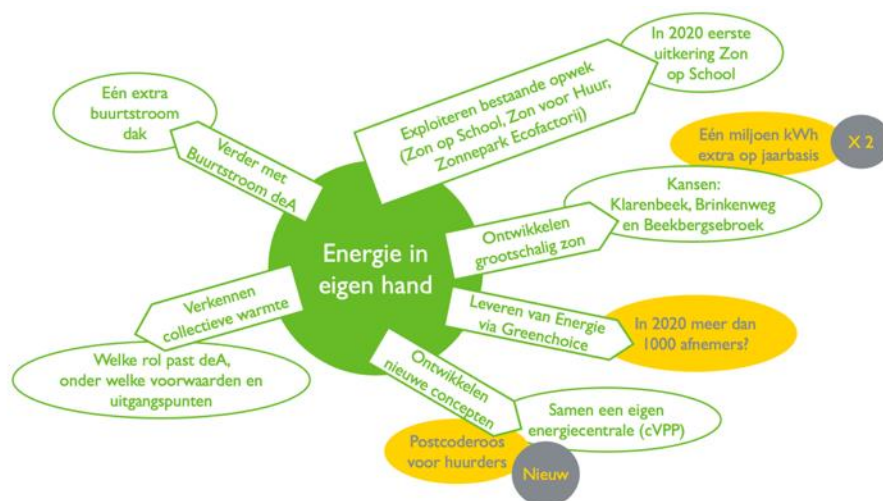 In 2020 eerste
uitkering Zon
op School
Exploiteren bestaande opwek
(Zon op School, Zon voor Huur,
Zonnepark Ecofactorij)
Eén extra
buurtstroom
dak
Verder met
Buurtstroom deA
Eén miljoen kWh
extra op jaarbasis
X 2
Kansen:
Klarenbeek, Brinkenweg
en Beekbergsebroek
Ontwikkelen
grootschalig zon
Energie in
eigen hand
Verkennen
collectieve warmte
Leveren van Energie
via Greenchoice
In 2020 meer dan
1000 afnemers?
Welke rol past deA,
onder welke voorwaarden en
uitgangspunten
Ontwikkelen
nieuwe concepten
Samen een eigen
energiecentrale (cVPP)
Postcoderoos
voor huurders
Nieuw